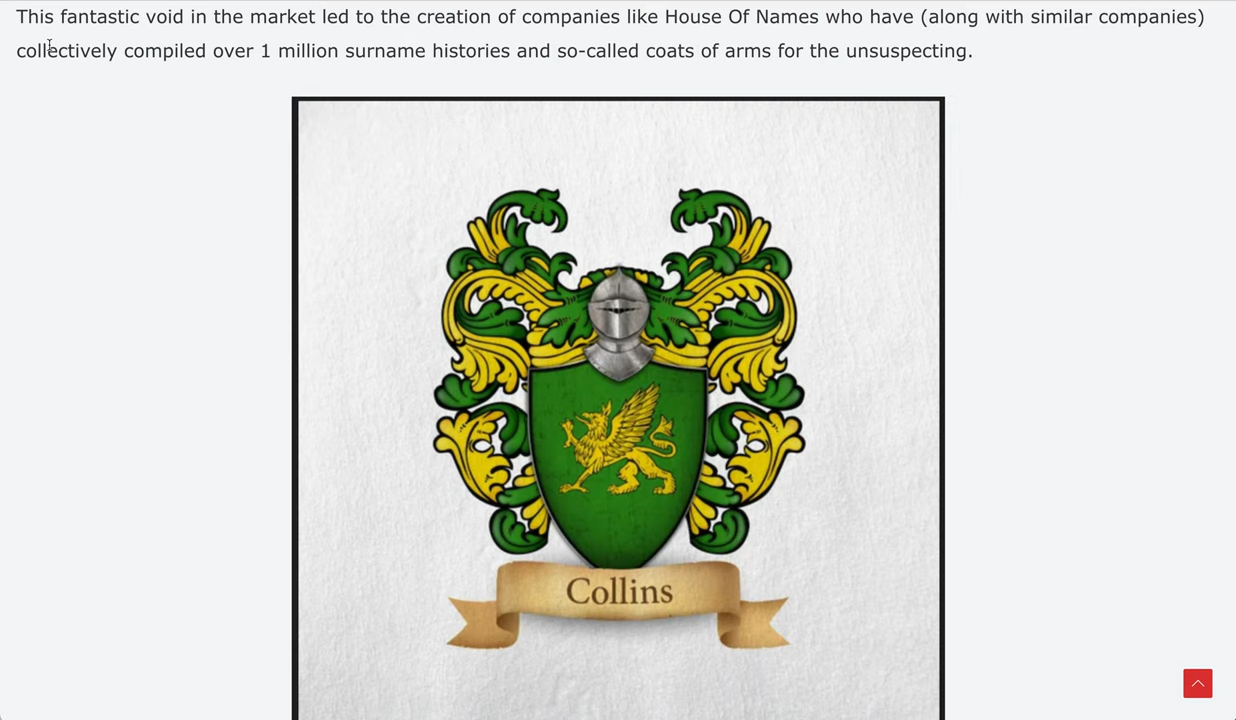 This fantastic void in the market led to the creation of companies like House Of Names who have (along with similar companies)
collectively compiled over 1 million surname histories and so-called coats of arms for the unsuspecting.
Collins